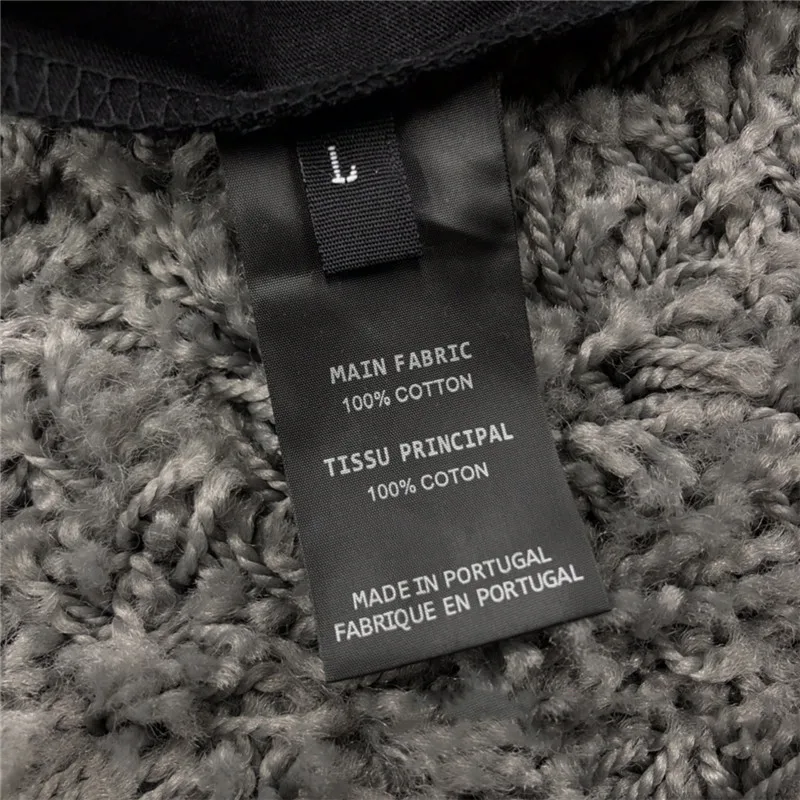 L
MAIN FABRIC
100% COTTON
TISSU PRINCIPAL
100% COTON
MADE IN PORTUGAL
FABRIQUE EN PORTUGAL